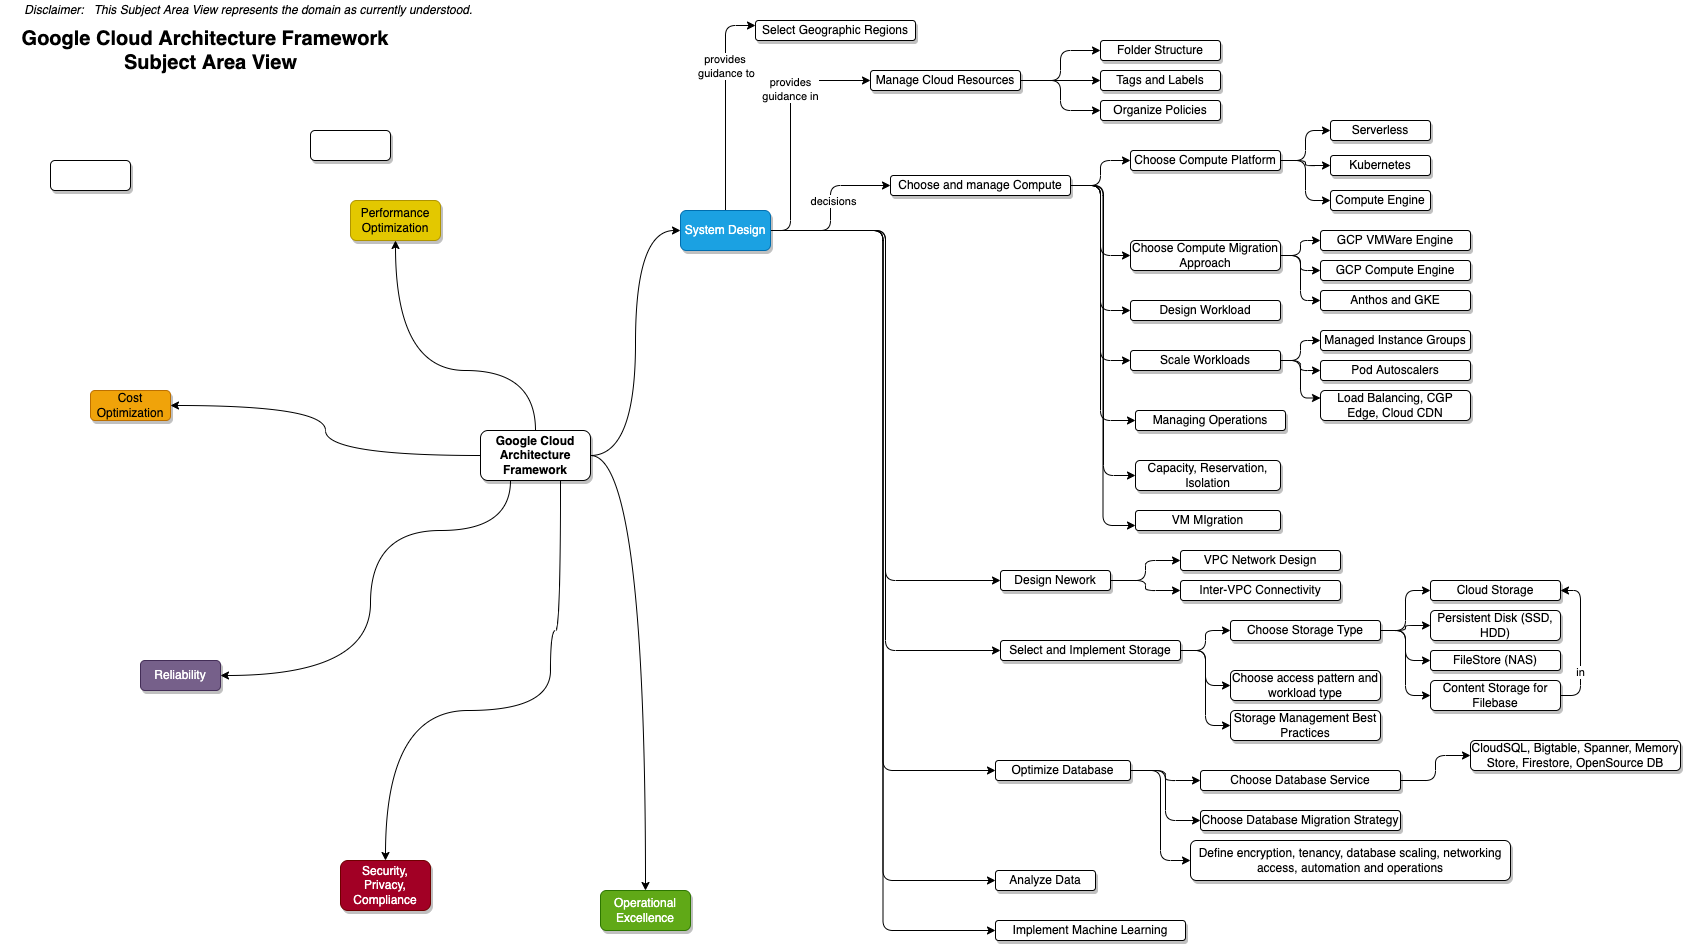 Disclaimer: This Subject Area View represents the domain as currently understood.
Google Cloud Architecture Framework
Subject Area View
Select Geographic Regions
provides
guidance to
provides
guidance in
Manage Cloud Resources
Folder Structure
Tags and Labels
Organize Policies
Performance
Optimization
System Design
decisions
Choose and manage Compute
Choose Compute Platform
Serverless
Kubernetes
Compute Engine
Choose Compute Migration
Approach
GCP VMWare Engine
GCP Compute Engine
Anthos and GKE
Design Workload
Scale Workloads
Managed Instance Groups
Pod Autoscalers
Load Balancing, CGP
Edge, Cloud CDN
Managing Operations
Capacity, Reservation,
Isolation
VM MIgration
Cost
Optimization
Google Cloud
Architecture
Framework
Design Nework
VPC Network Design
Inter-VPC Connectivity
Select and Implement Storage
Choose Storage Type
Cloud Storage
Persistent Disk (SSD,
HDD)
FileStore (NAS)
Content Storage for
Filebase
in
Choose access pattern and
workload type
Storage Management Best
Practices
Reliability
Optimize Database
Choose Database Service
CloudSQL, Bigtable, Spanner, Memory
Store, Firestore, OpenSource DB
Choose Database Migration Strategy
Define encryption, tenancy, database scaling, networking
access, automation and operations
Analyze Data
Implement Machine Learning
Security,
Privacy,
Compliance
Operational
Excellence